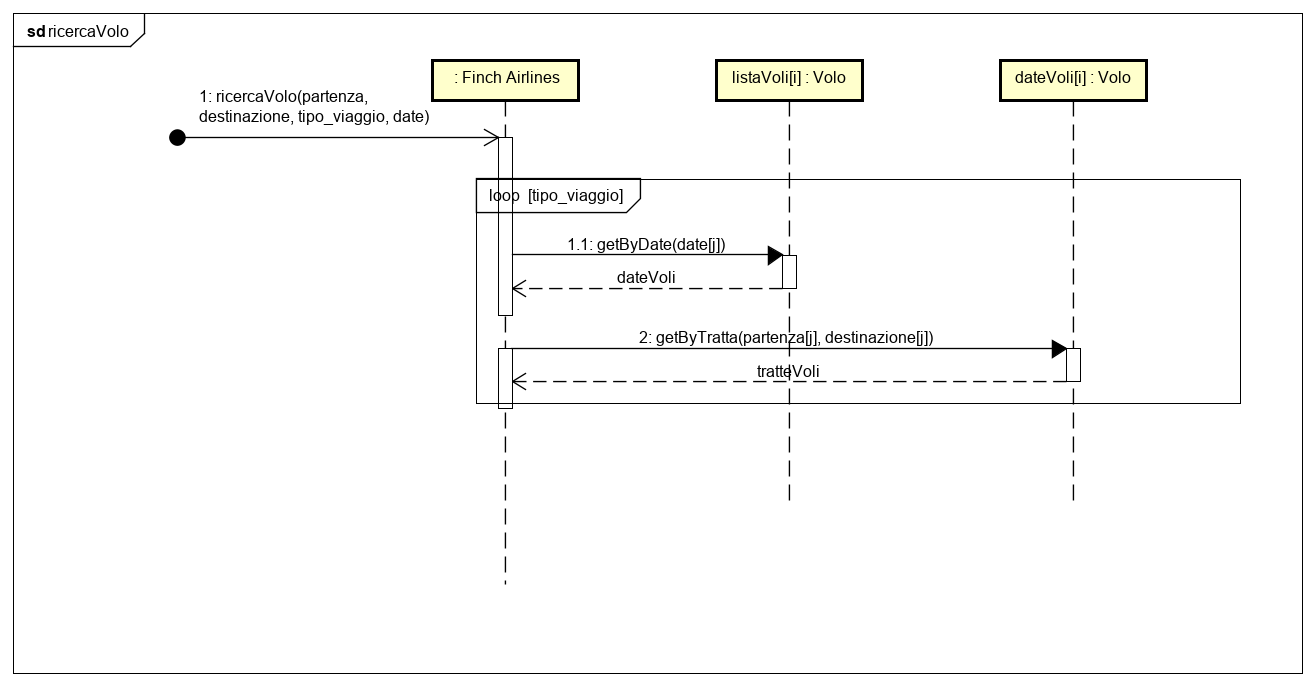 sd ricercaVolo
: Finch Airlines
listaVoli[i] : Volo
dateVoli[i] : Volo
1: ricercaVolo(partenza,
destinazione, tipo_viaggio, date)
loop [tipo_viaggio]
1.1: getByDate(date[j])
dateVoli
2: getByTratta(partenza[j], destinazione[j])
tratteVoli